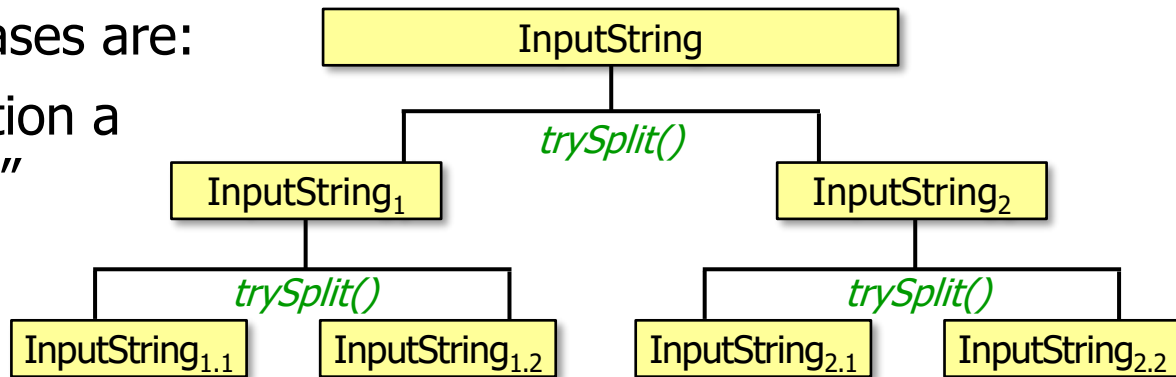 ases are:
InputString
tion a
trySplit()
”
InputString₁
InputString₂
trySplit()
trySplit()
InputString₁.₁
InputString₁.₂
InputString₂.₁
InputString₂.₂